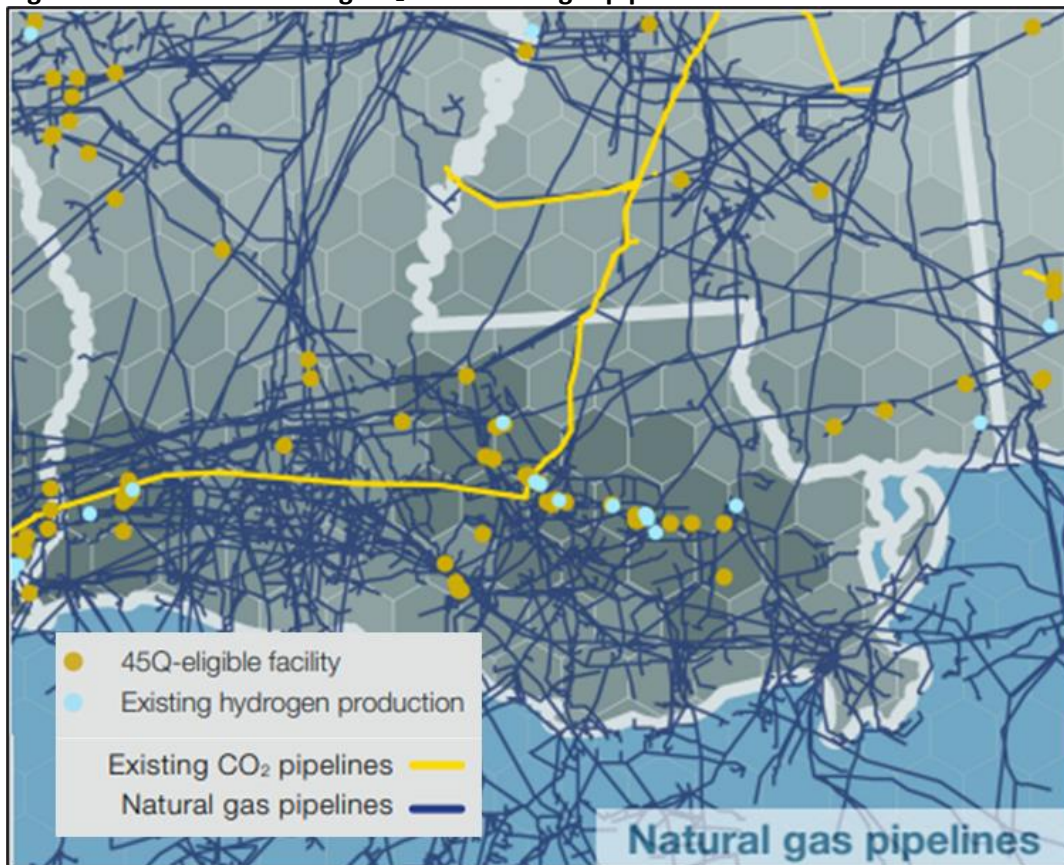 45Q-eligible facility
Existing hydrogen production
Existing CO₂ pipelines
Natural gas pipelines
Natural gas pipelines